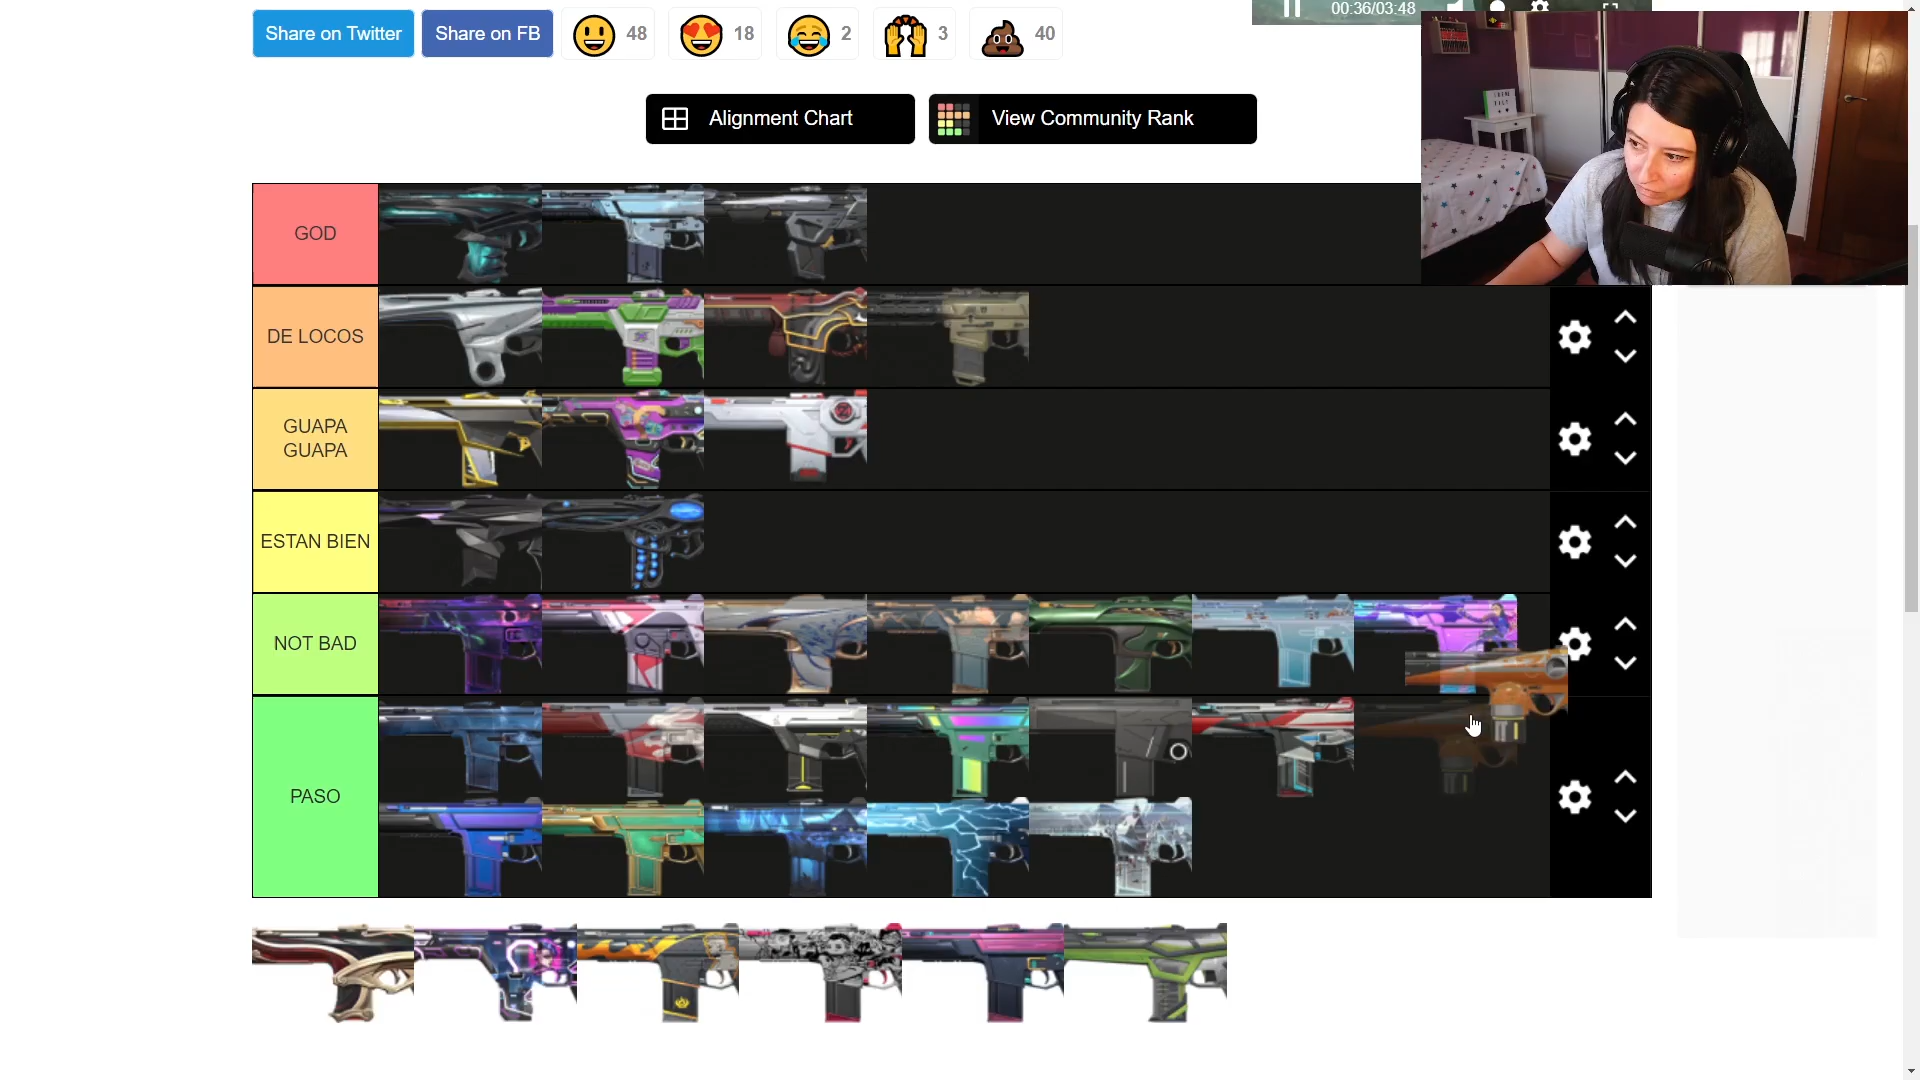 00:36/03:48
Share on Twitter
Share on FB
48
18
2
3
40
Alignment Chart
View Community Rank
GOD
DE LOCOS
GUAPA
GUAPA
ESTAN BIEN
NOT BAD
PASO